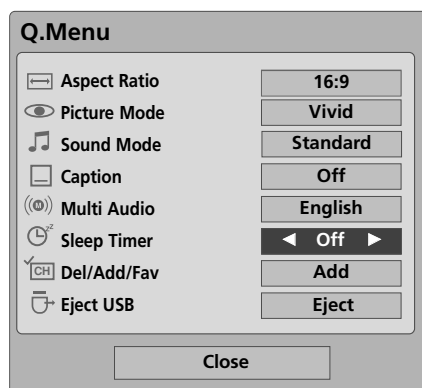 Q.Menu
Aspect Ratio 16:9
Picture Mode Vivid
Sound Mode Standard
Caption Off
Multi Audio English
Sleep Timer ◀ Off ▶
CH Del/Add/Fav Add
Eject USB Eject
Close